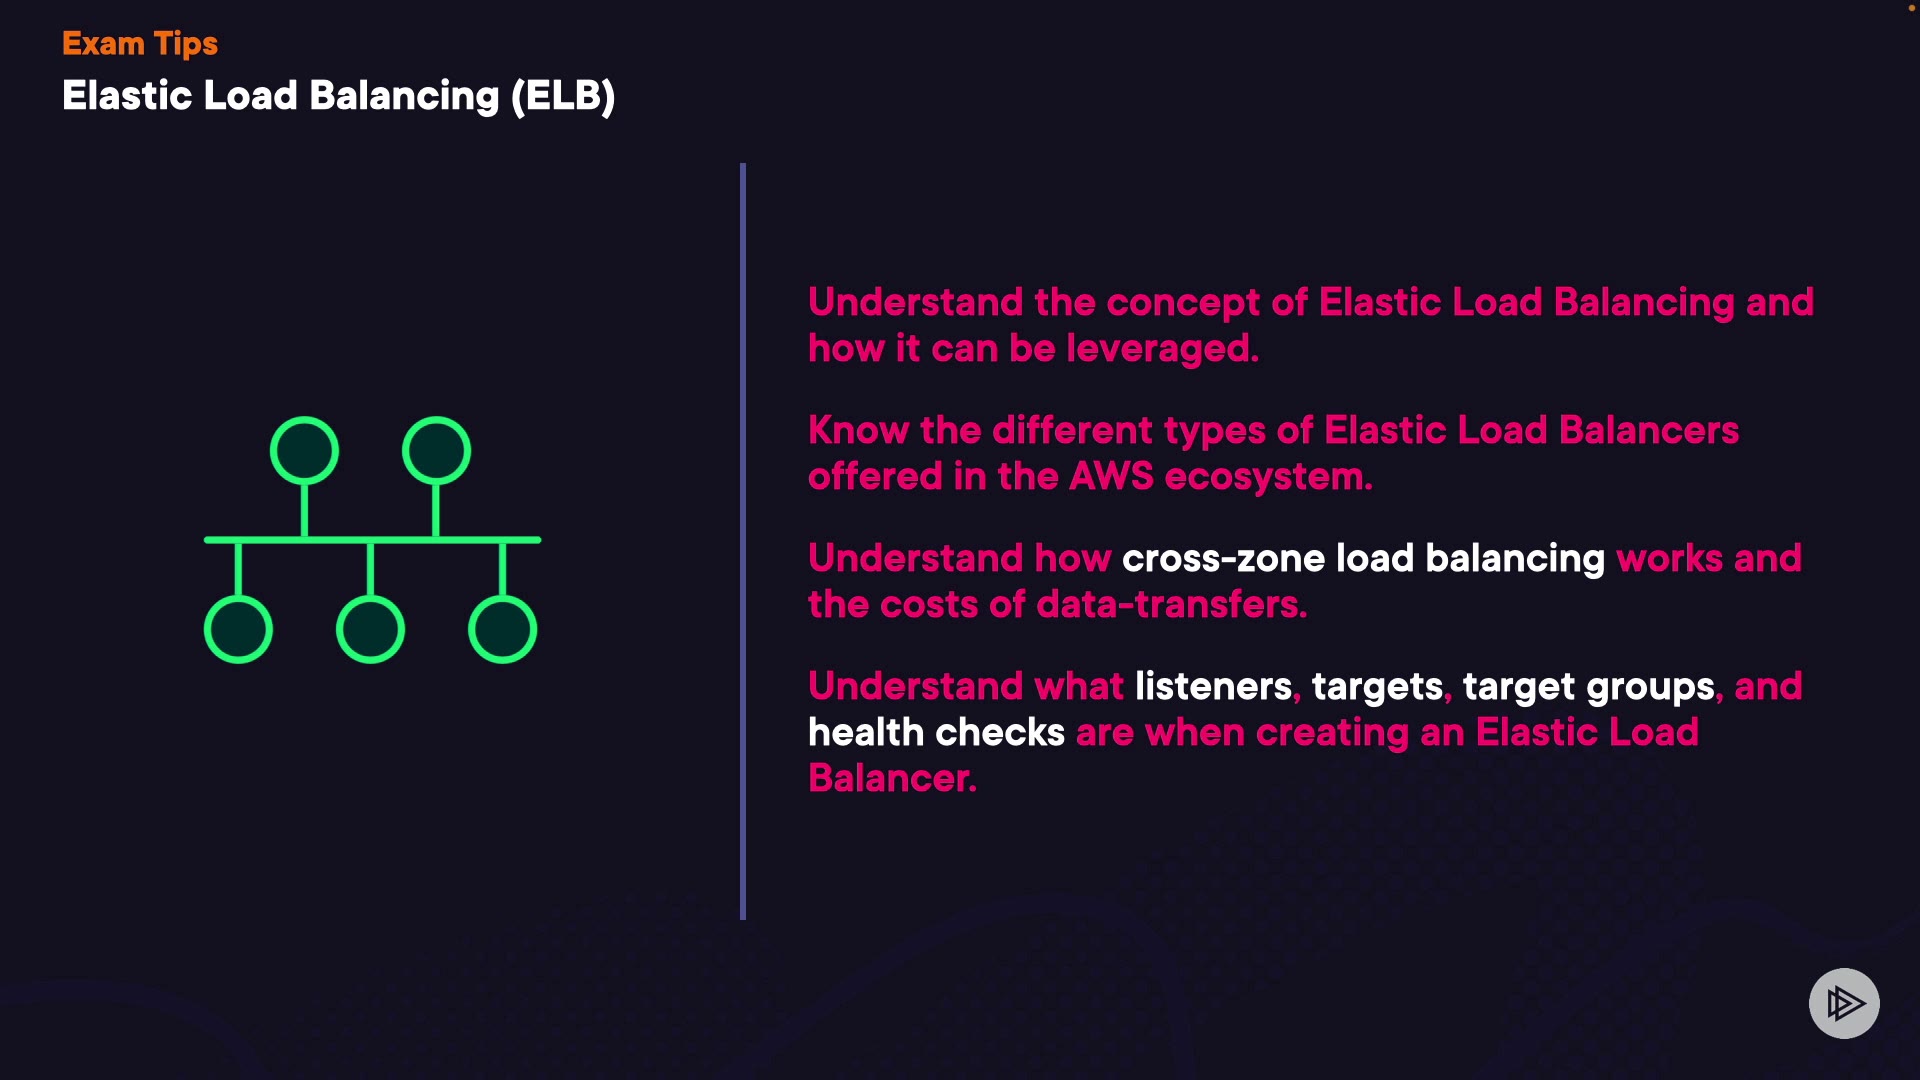 Exam Tips
Elastic Load Balancing (ELB)
Understand the concept of Elastic Load Balancing and
how it can be leveraged.
Know the different types of Elastic Load Balancers
offered in the AWS ecosystem.
Understand how cross-zone load balancing works and
the costs of data-transfers.
Understand what listeners, targets, target groups, and
health checks are when creating an Elastic Load
Balancer.